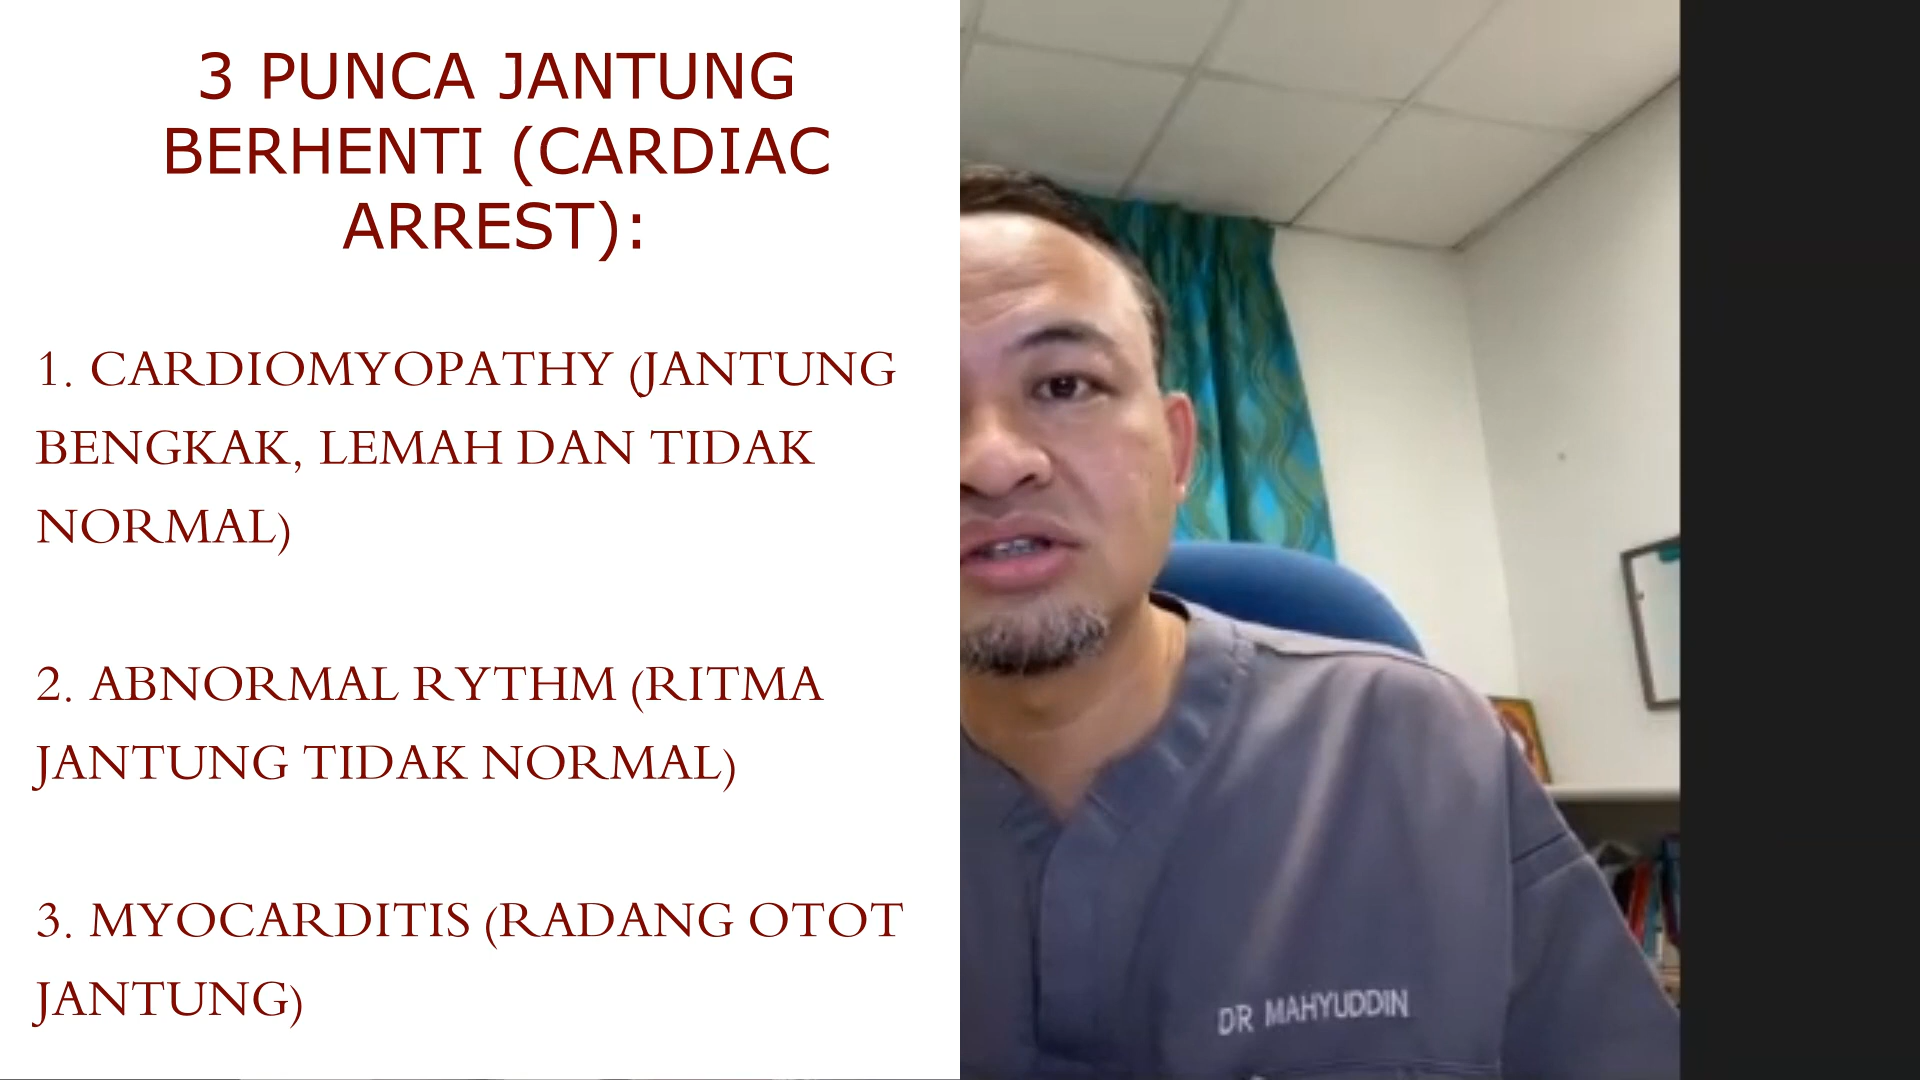 3 PUNCA JANTUNG
BERHENTI (CARDIAC
ARREST):
1. CARDIOMYOPATHY (JANTUNG
BENGKAK, LEMAH DAN TIDAK
NORMAL)
2. ABNORMAL RYTHM (RITMA
JANTUNG TIDAK NORMAL)
3. MYOCARDITIS (RADANG OTOT
JANTUNG)
DR MAHYUDDIN